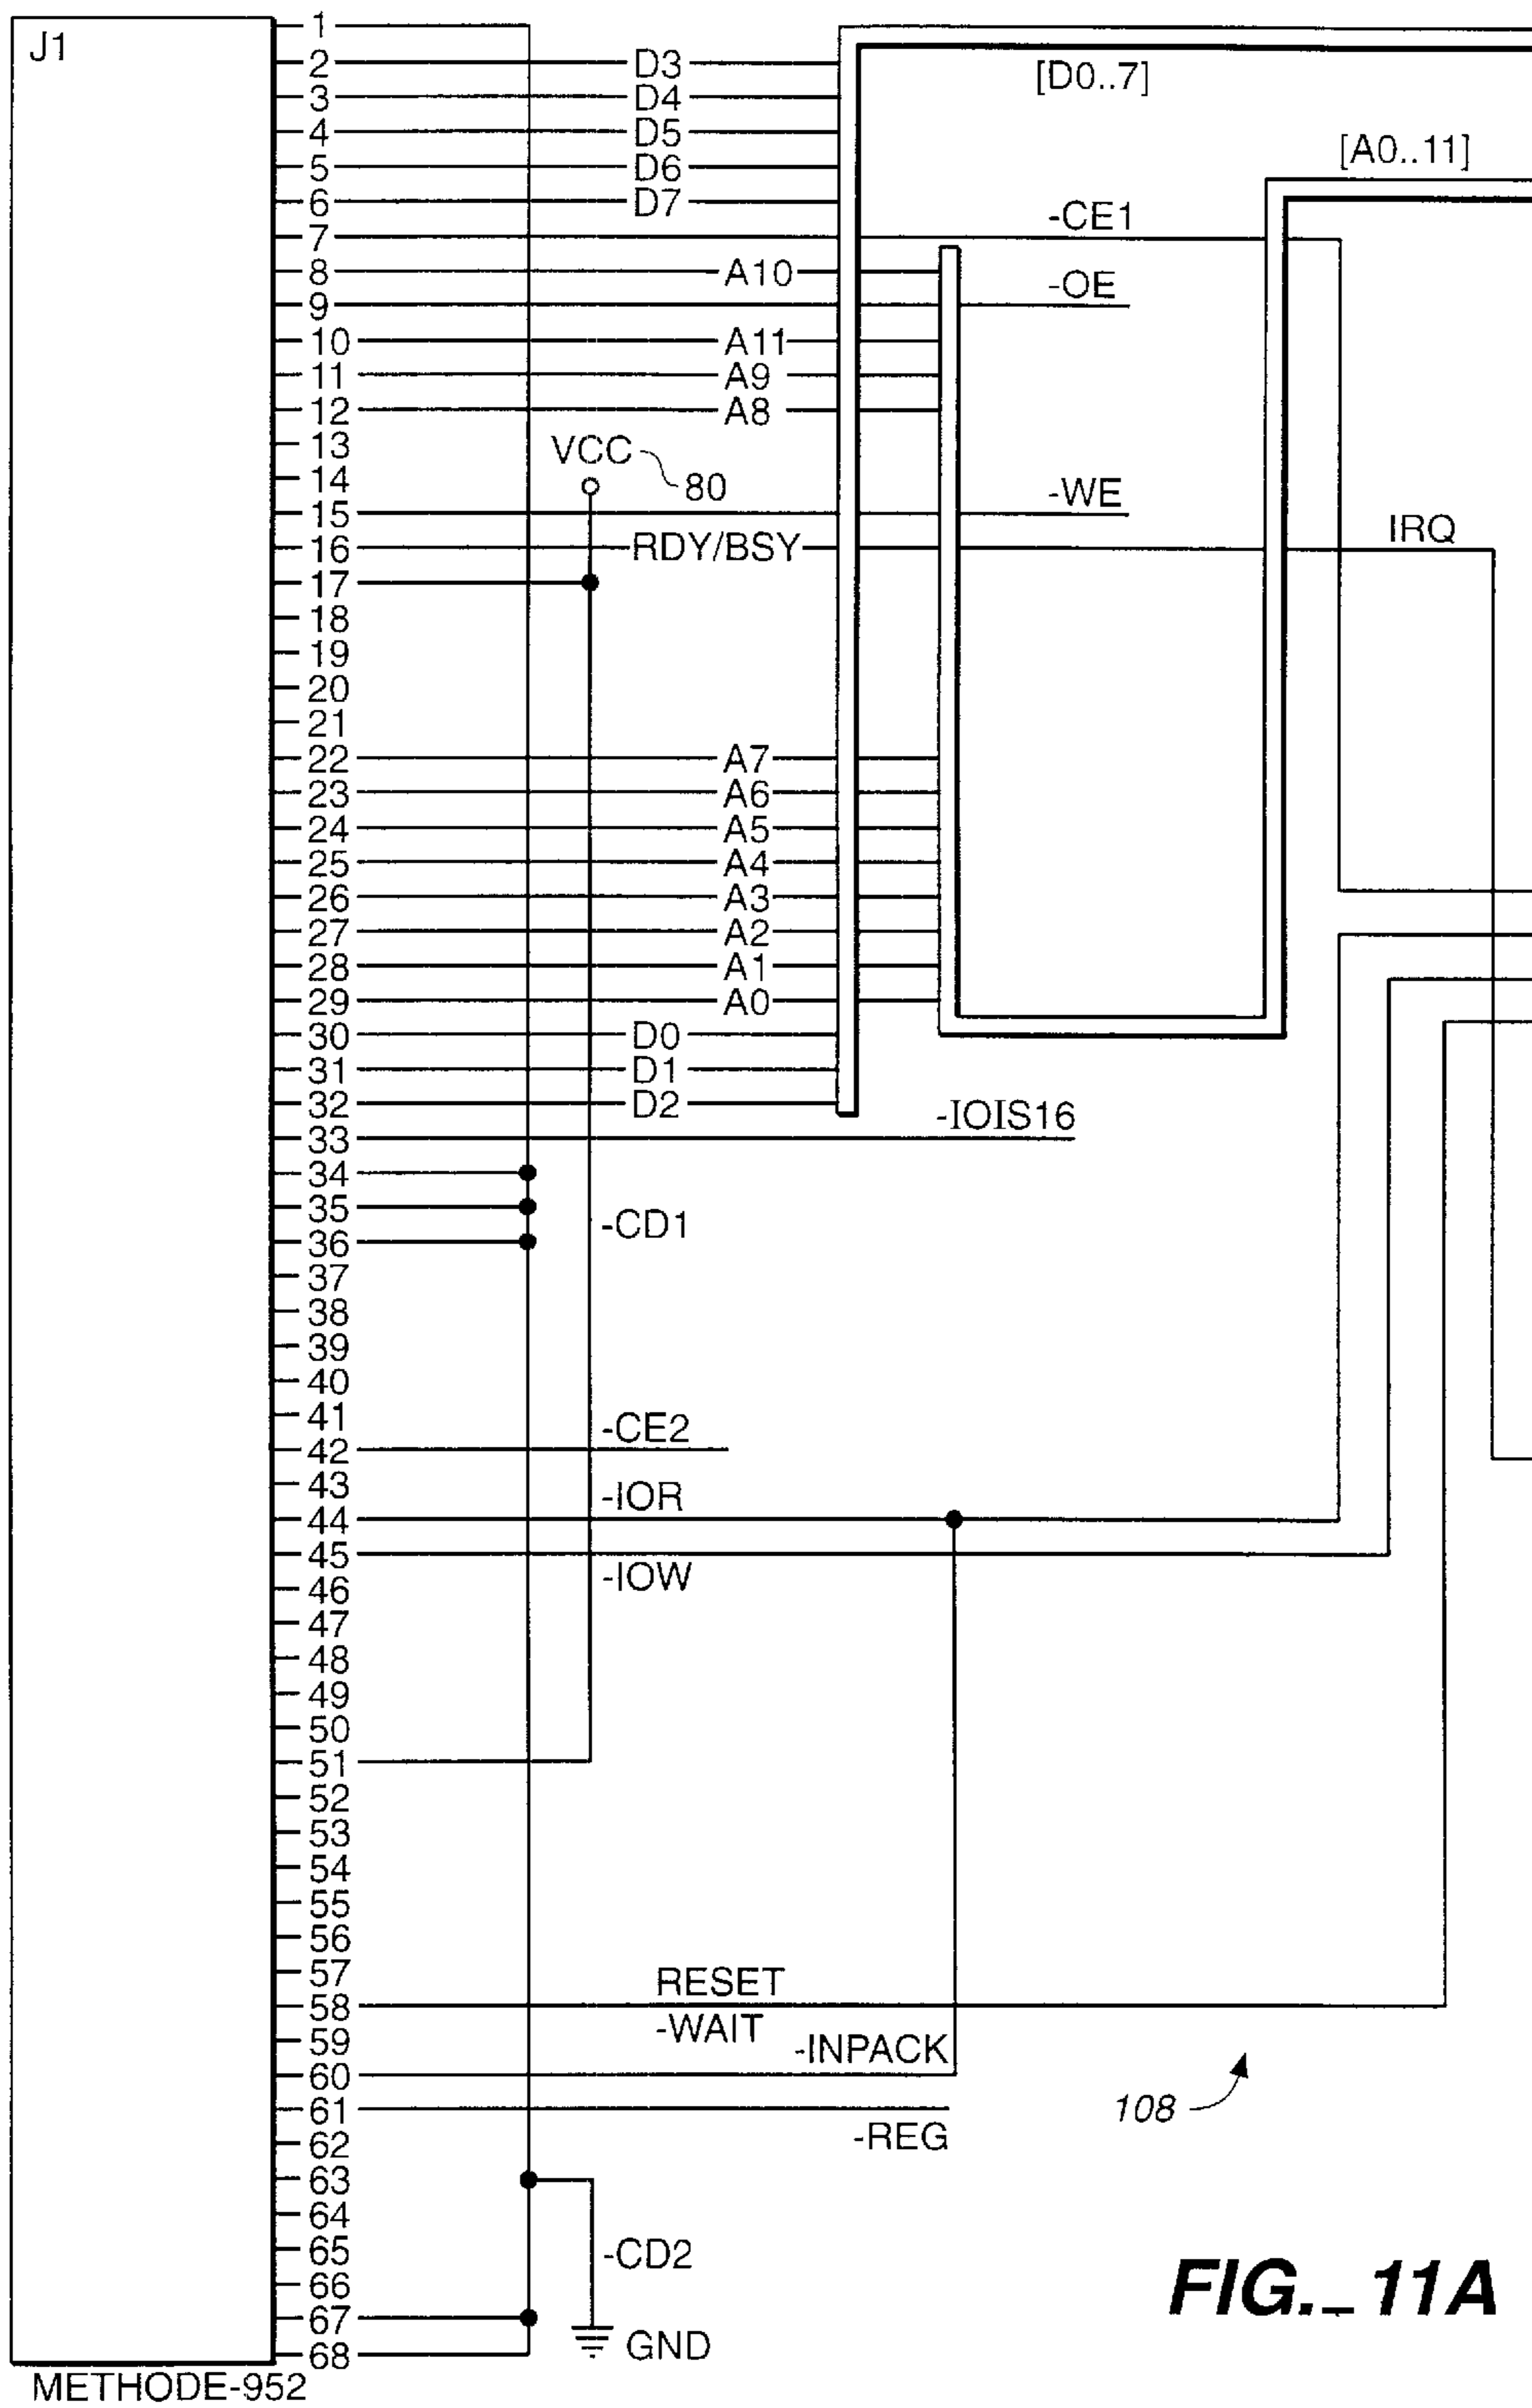 J1
1
2 D3
[D0..7]
3 D4
4 D5
[A0..11]
5 D6
6 D7
-CE1
7
8 A10
-OE
9
10 A11
11 A9
12 A8
13
VCC
14
80
-WE
15
IRQ
16 RDY/BSY
17
18
19
20
21
22 A7
23 A6
24 A5
25 A4
26 A3
27 A2
28 A1
29 A0
30 D0
31 D1
32 D2
-IOIS16
33
34
35
-CD1
36
37
38
39
40
41
-CE2
42
43
-IOR
44
45
-IOW
46
47
48
49
50
51
52
53
54
55
56
57
RESET
58
-WAIT
59
-INPACK
60
61
108
-REG
62
63
64
65
-CD2
66
67
GND
68
METHODE-952
FIG._11A